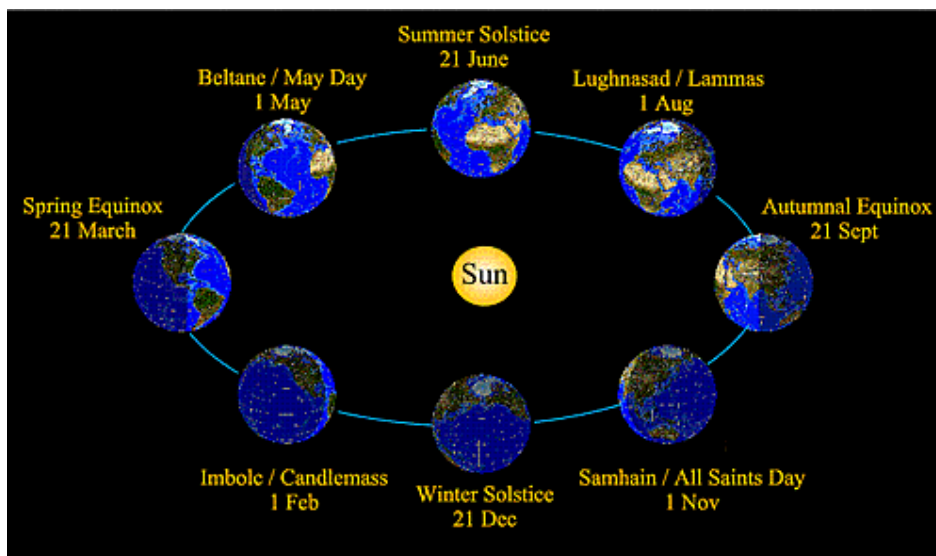 Summer Solstice
21 June
Beltane / May Day
1 May
Lughnasad / Lammas
1 Aug
Spring Equinox
21 March
Autumnal Equinox
21 Sept
Sun
Imbolc / Candlemass
1 Feb
Winter Solstice
21 Dec
Samhain / All Saints Day
1 Nov